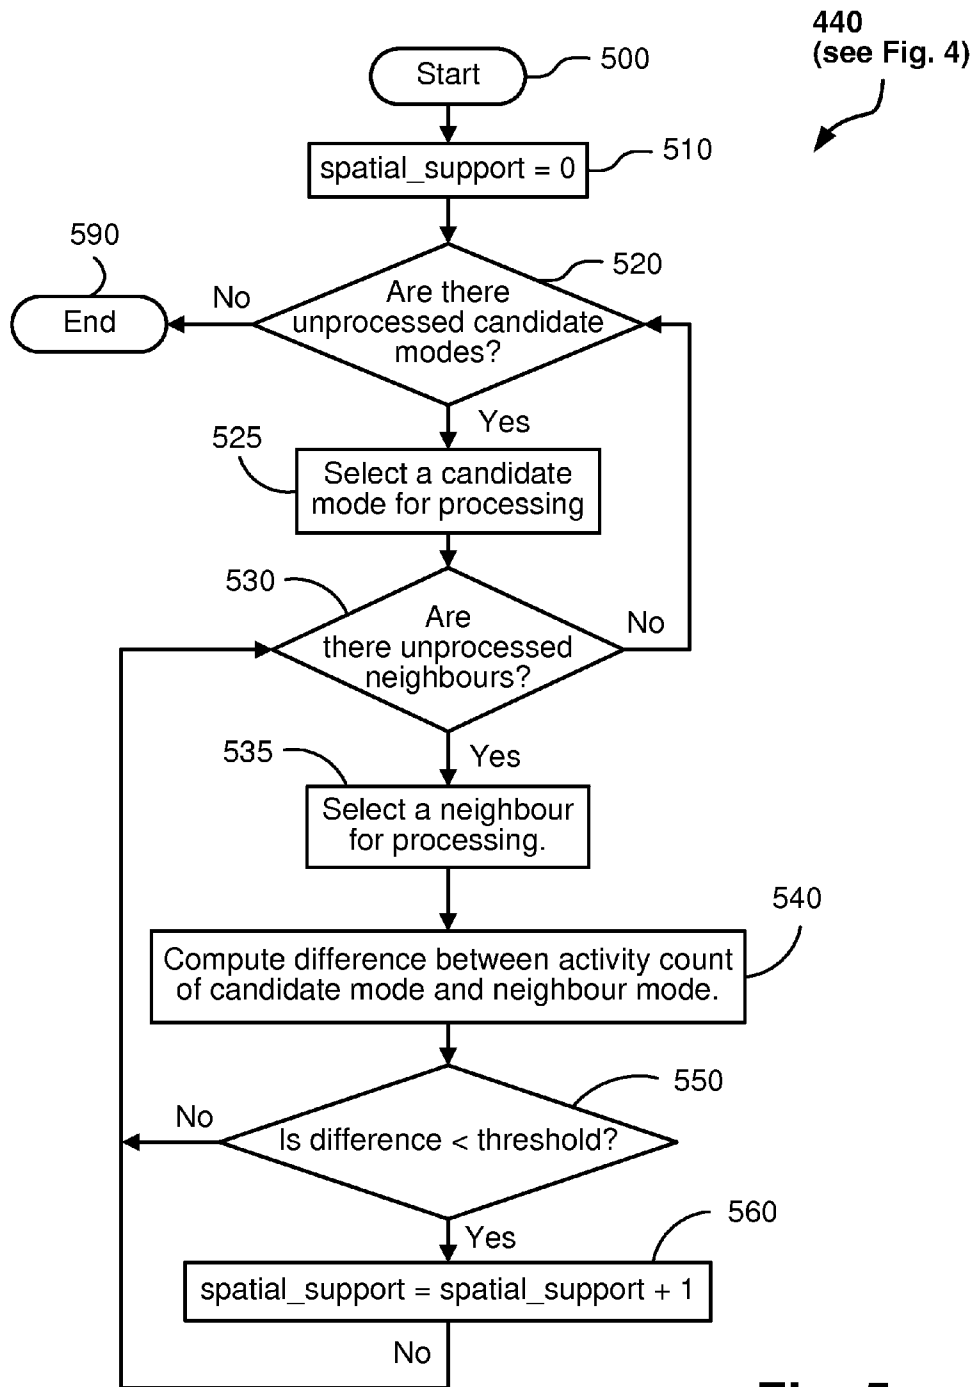 440
(see Fig. 4)
Start
500
spatial_support = 0
510
590
520
End
No
Are there
unprocessed candidate
modes?
Yes
525
Select a candidate
mode for processing
530
Are
there unprocessed
neighbours?
No
535
Yes
Select a neighbour
for processing.
540
Compute difference between activity count
of candidate mode and neighbour mode.
550
No
Is difference < threshold?
560
Yes
spatial_support = spatial_support + 1
No